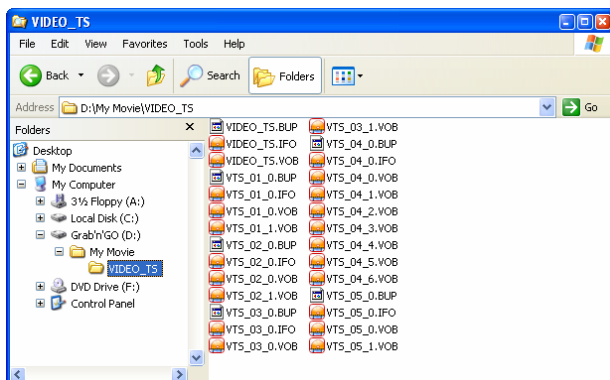 VIDEO_TS
File Edit View Favorites Tools Help
Back Search Folders
Address D:\My Movie\VIDEO_TS Go
Folders
Desktop
My Documents
My Computer
3½ Floppy (A:)
Local Disk (C:)
Grab'n'GO (D:)
My Movie
VIDEO_TS
DVD Drive (F:)
Control Panel
VIDEO_TS.BUP
VIDEO_TS.IFO
VIDEO_TS.VOB
VTS_01_0.BUP
VTS_01_0.IFO
VTS_01_0.VOB
VTS_01_1.VOB
VTS_02_0.BUP
VTS_02_0.IFO
VTS_02_0.VOB
VTS_02_1.VOB
VTS_03_0.BUP
VTS_03_0.IFO
VTS_03_0.VOB
VTS_03_1.VOB
VTS_04_0.BUP
VTS_04_0.IFO
VTS_04_0.VOB
VTS_04_1.VOB
VTS_04_2.VOB
VTS_04_3.VOB
VTS_04_4.VOB
VTS_04_5.VOB
VTS_04_6.VOB
VTS_05_0.BUP
VTS_05_0.IFO
VTS_05_0.VOB
VTS_05_1.VOB